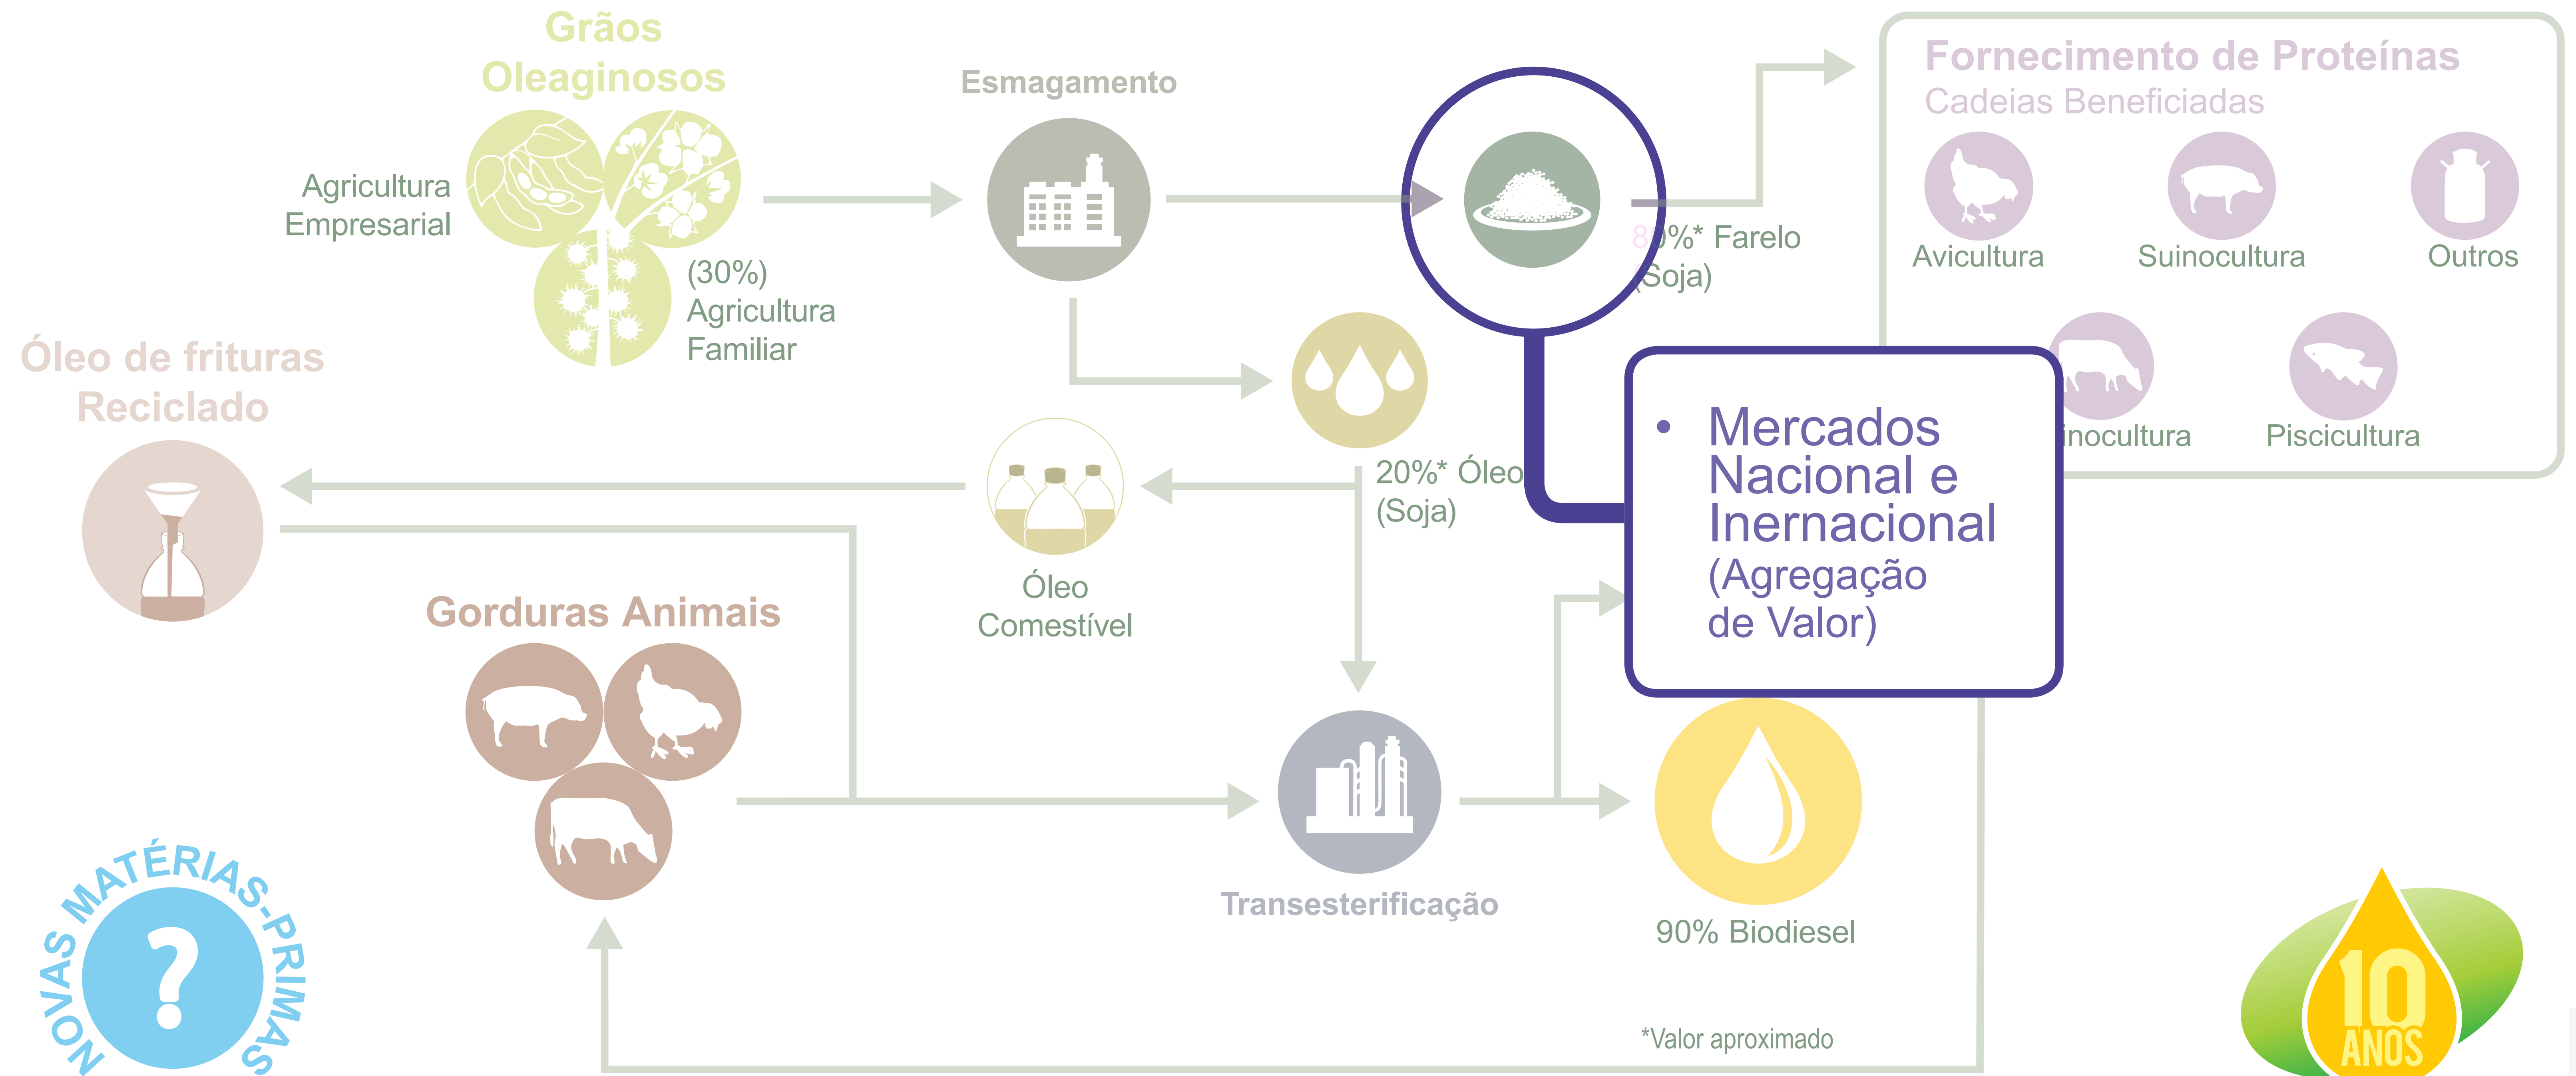 Grãos
Oleaginosos
Agricultura
Empresarial
(30%)
Agricultura
Familiar
Esmagamento
80%* Farelo
(Soja)
Fornecimento de Proteínas
Cadeias Beneficiadas
Avicultura
Suinocultura
Outros
inocultura
Piscicultura
Óleo de frituras
Reciclado
20%* Óleo
(Soja)
Óleo
Comestível
• Mercados
Nacional e
Inernacional
(Agregação
de Valor)
Gorduras Animais
Transesterificação
90% Biodiesel
NOVAS MATÉRIAS-PRIMAS
?
*Valor aproximado
10
ANOS